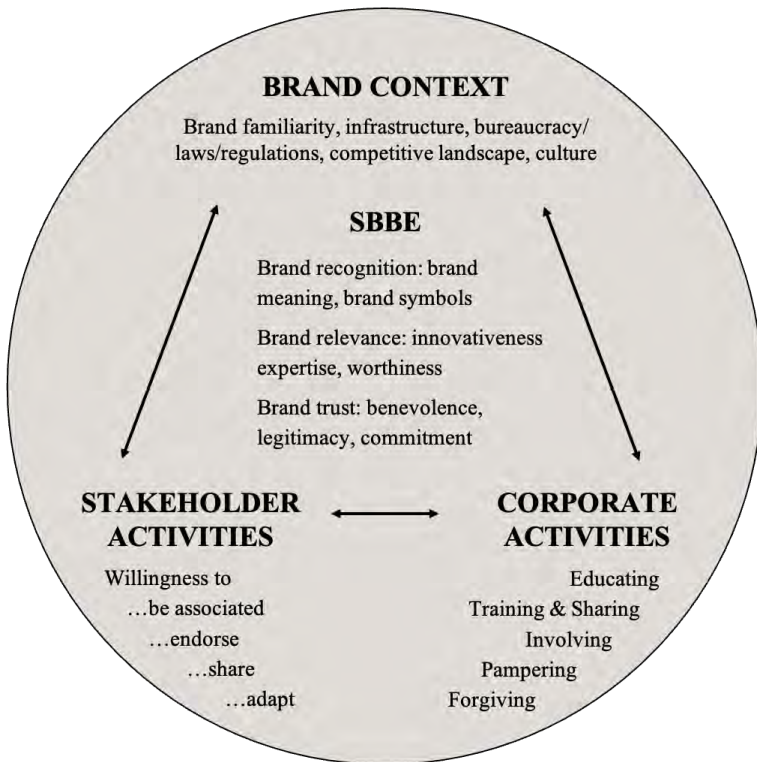 BRAND CONTEXT
Brand familiarity, infrastructure, bureaucracy/
laws/regulations, competitive landscape, culture
SBBE
Brand recognition: brand
meaning, brand symbols
Brand relevance: innovativeness
expertise, worthiness
Brand trust: benevolence,
legitimacy, commitment
STAKEHOLDER
ACTIVITIES
Willingness to
...be associated
...endorse
...share
...adapt
CORPORATE
ACTIVITIES
Educating
Training & Sharing
Involving
Pampering
Forgiving